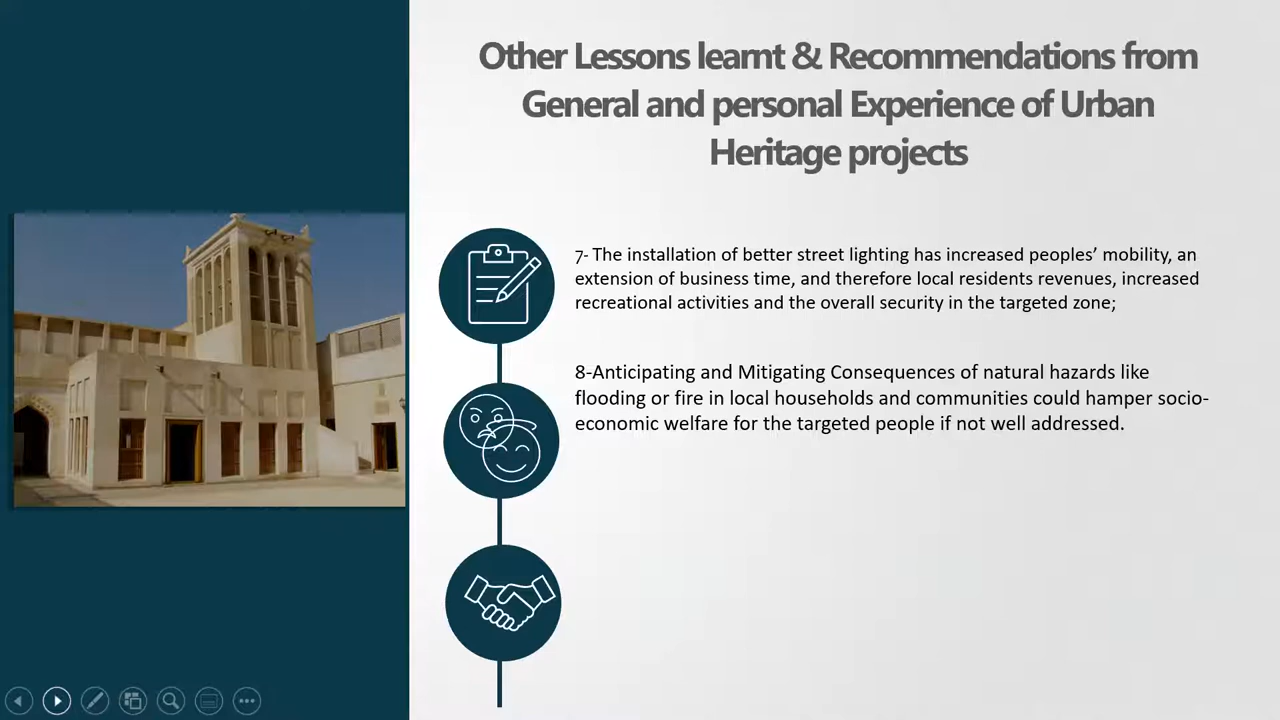 Other Lessons learnt & Recommendations from
General and personal Experience of Urban
Heritage projects
7- The installation of better street lighting has increased peoples’ mobility, an
extension of business time, and therefore local residents revenues, increased
recreational activities and the overall security in the targeted zone;
8-Anticipating and Mitigating Consequences of natural hazards like
flooding or fire in local households and communities could hamper socio-
economic welfare for the targeted people if not well addressed.